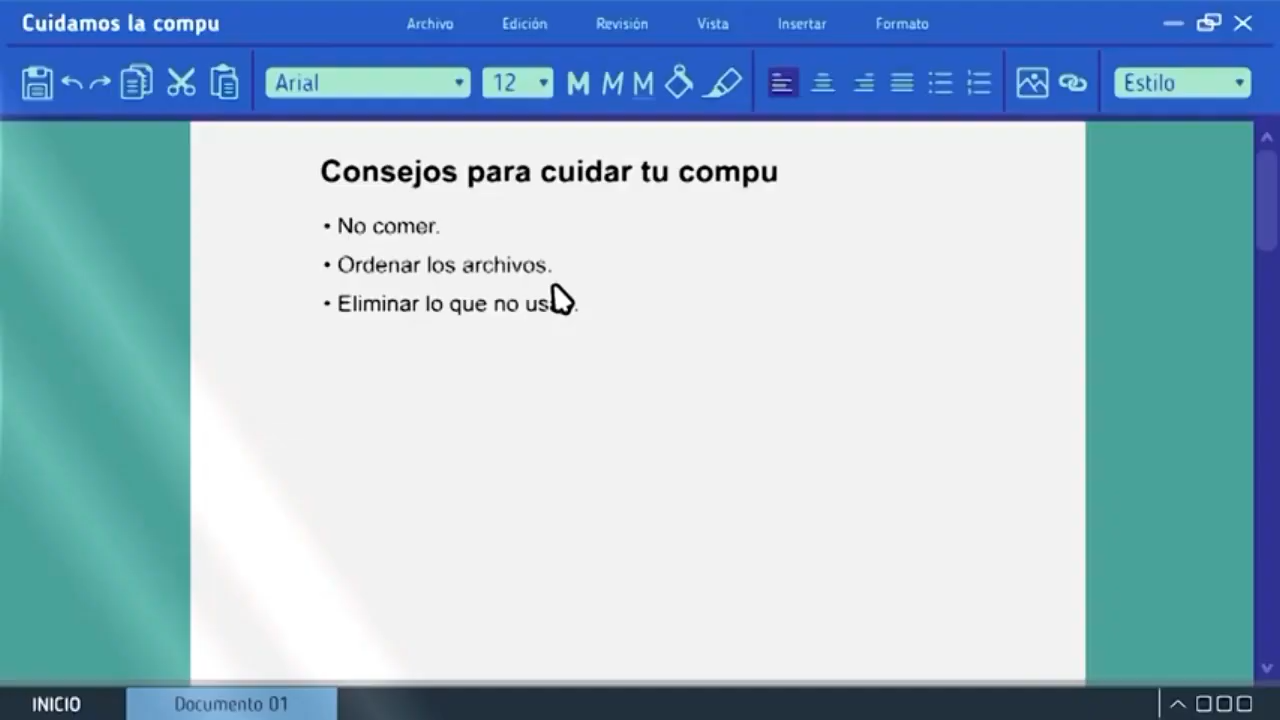 Cuidamos la compu
Archivo Edición Revisión Vista Insertar Formato
Arial 12 M M M Estilo
Consejos para cuidar tu compu
• No comer.
• Ordenar los archivos.
• Eliminar lo que no
INICIO Documento 01